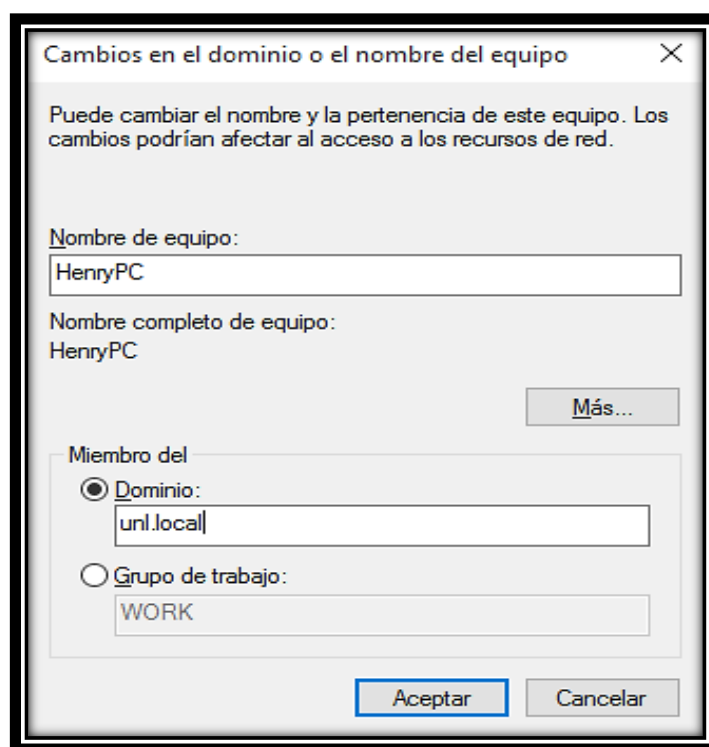 Cambios en el dominio o el nombre del equipo
Puede cambiar el nombre y la pertenencia de este equipo. Los
cambios podrían afectar al acceso a los recursos de red.
Nombre de equipo:
HenryPC
Nombre completo de equipo:
HenryPC
Más...
Miembro del
Dominio:
unl.local
Grupo de trabajo:
WORK
Aceptar
Cancelar